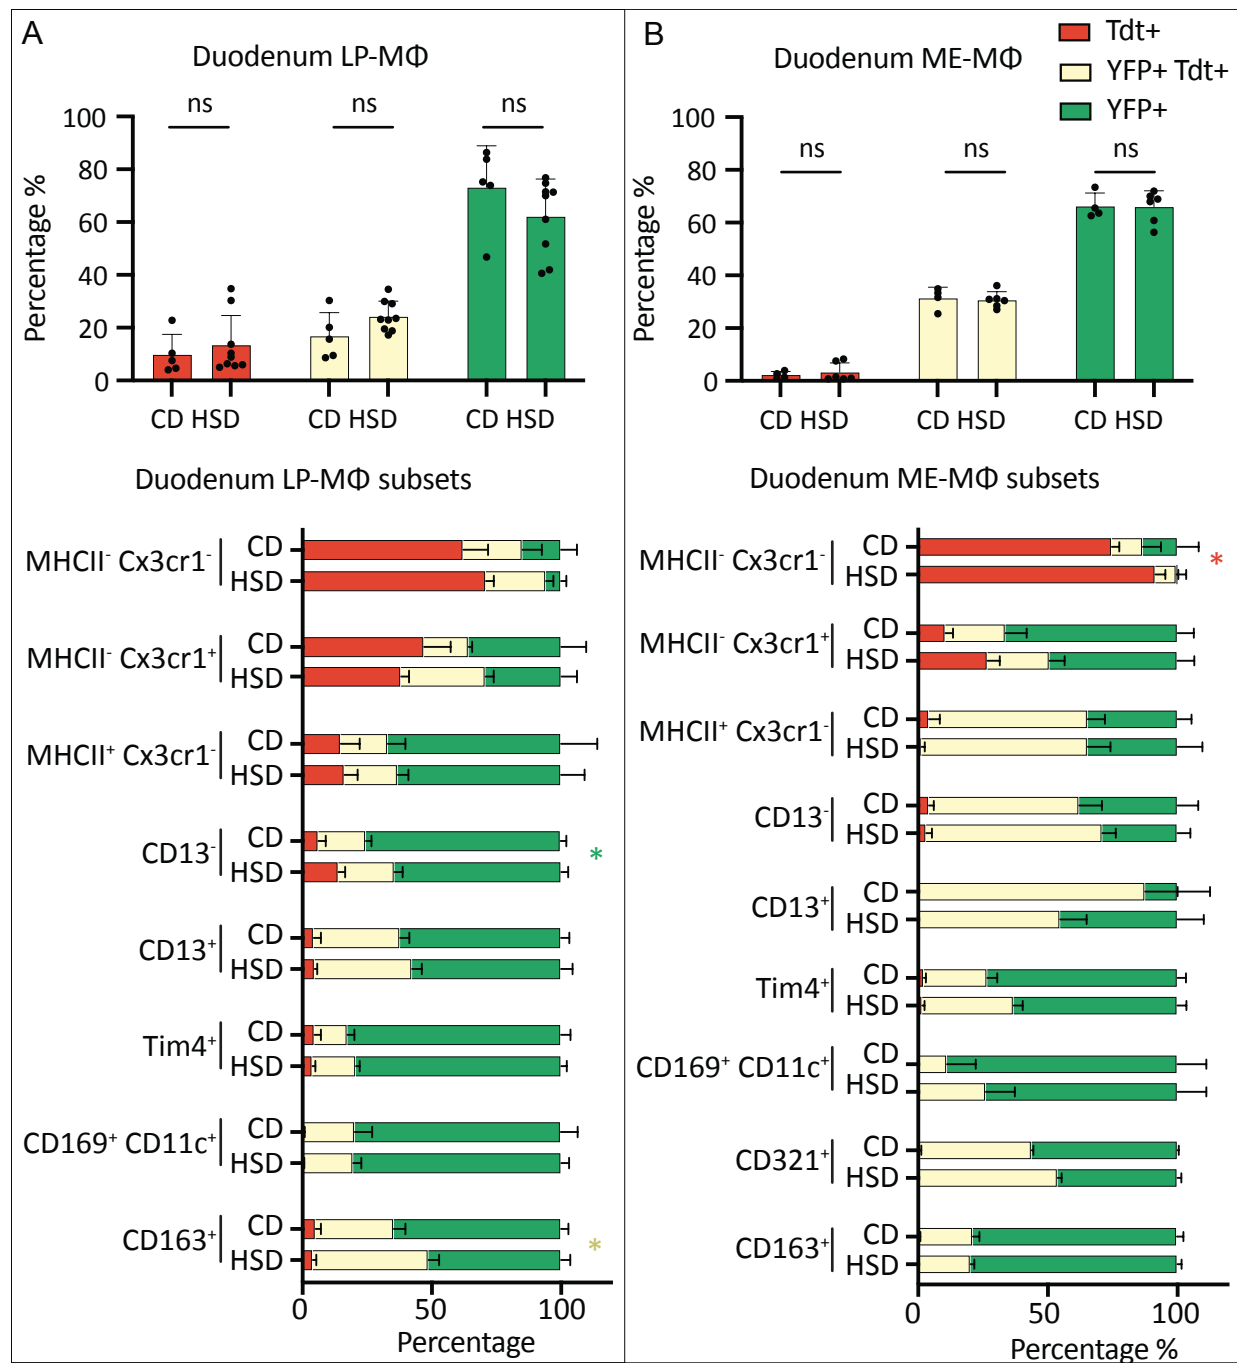 A
Duodenum LP-MΦ
ns ns ns
Percentage %
100
80
60
40
20
0
CD HSD CD HSD CD HSD
Duodenum LP-MΦ subsets
MHCII⁻ Cx3cr1⁻ CD
HSD
MHCII⁻ Cx3cr1⁺ CD
HSD
MHCII⁺ Cx3cr1⁻ CD
HSD
CD13⁻ CD
HSD
*
CD13⁺ CD
HSD
Tim4⁺ CD
HSD
CD169⁺ CD11c⁺ CD
HSD
CD163⁺ CD
HSD
*
0 50 100
Percentage
B
Duodenum ME-MΦ
Tdt+
YFP+ Tdt+
YFP+
ns ns ns
Percentage %
100
80
60
40
20
0
CD HSD CD HSD CD HSD
Duodenum ME-MΦ subsets
MHCII⁻ Cx3cr1⁻ CD
HSD
*
MHCII⁻ Cx3cr1⁺ CD
HSD
MHCII⁺ Cx3cr1⁻ CD
HSD
CD13⁻ CD
HSD
CD13⁺ CD
HSD
Tim4⁺ CD
HSD
CD169⁺ CD11c⁺ CD
HSD
CD321⁺ CD
HSD
CD163⁺ CD
HSD
0 50 100
Percentage %